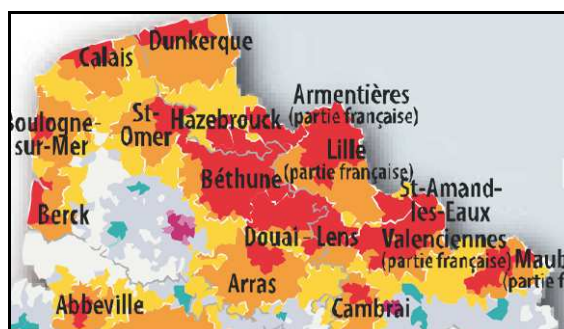 Dunkerque
Calais
Armentières
(partie française)
St-
Omer
Hazebrouck
Boulogne-
sur-Mer
Lille
(partie française)
Béthune
St-Amand-
les-Eaux
Berck
Douai - Lens
Valenciennes
(partie française)
Maub
(partie f
Arras
Abbeville
Cambrai